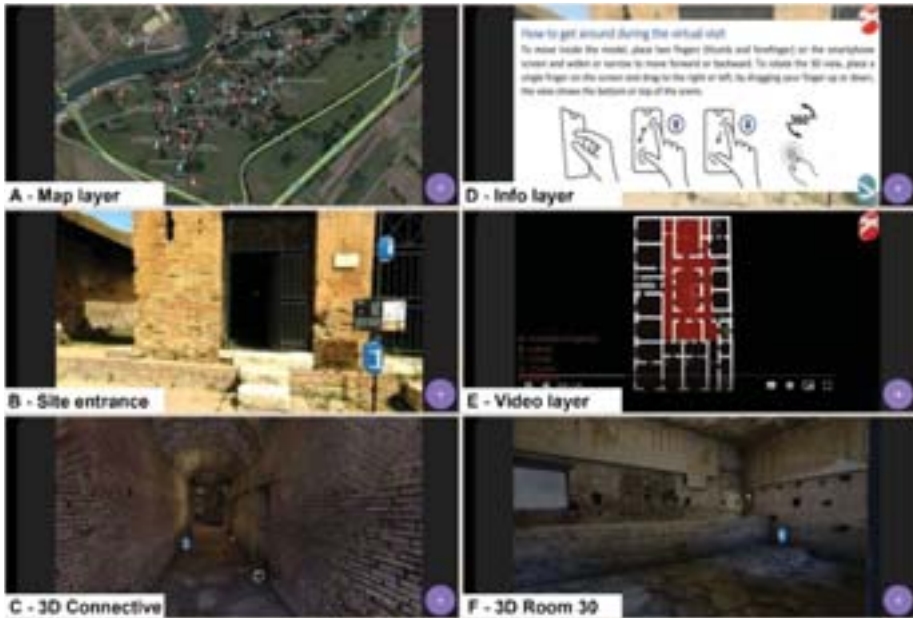 A - Map layer
How to get around during the virtual visit
To move inside the model, place two fingers (thumb and forefinger) on the smartphone
screen and widen or narrow to move forward or backward. To rotate the 3D view, place a
single finger on the screen and drag to the right or left, by dragging your finger up or down,
the view shows the bottom or top of the scene.
360°
D - Info layer
B - Site entrance
E - Video layer
C - 3D Connective
F - 3D Room 30